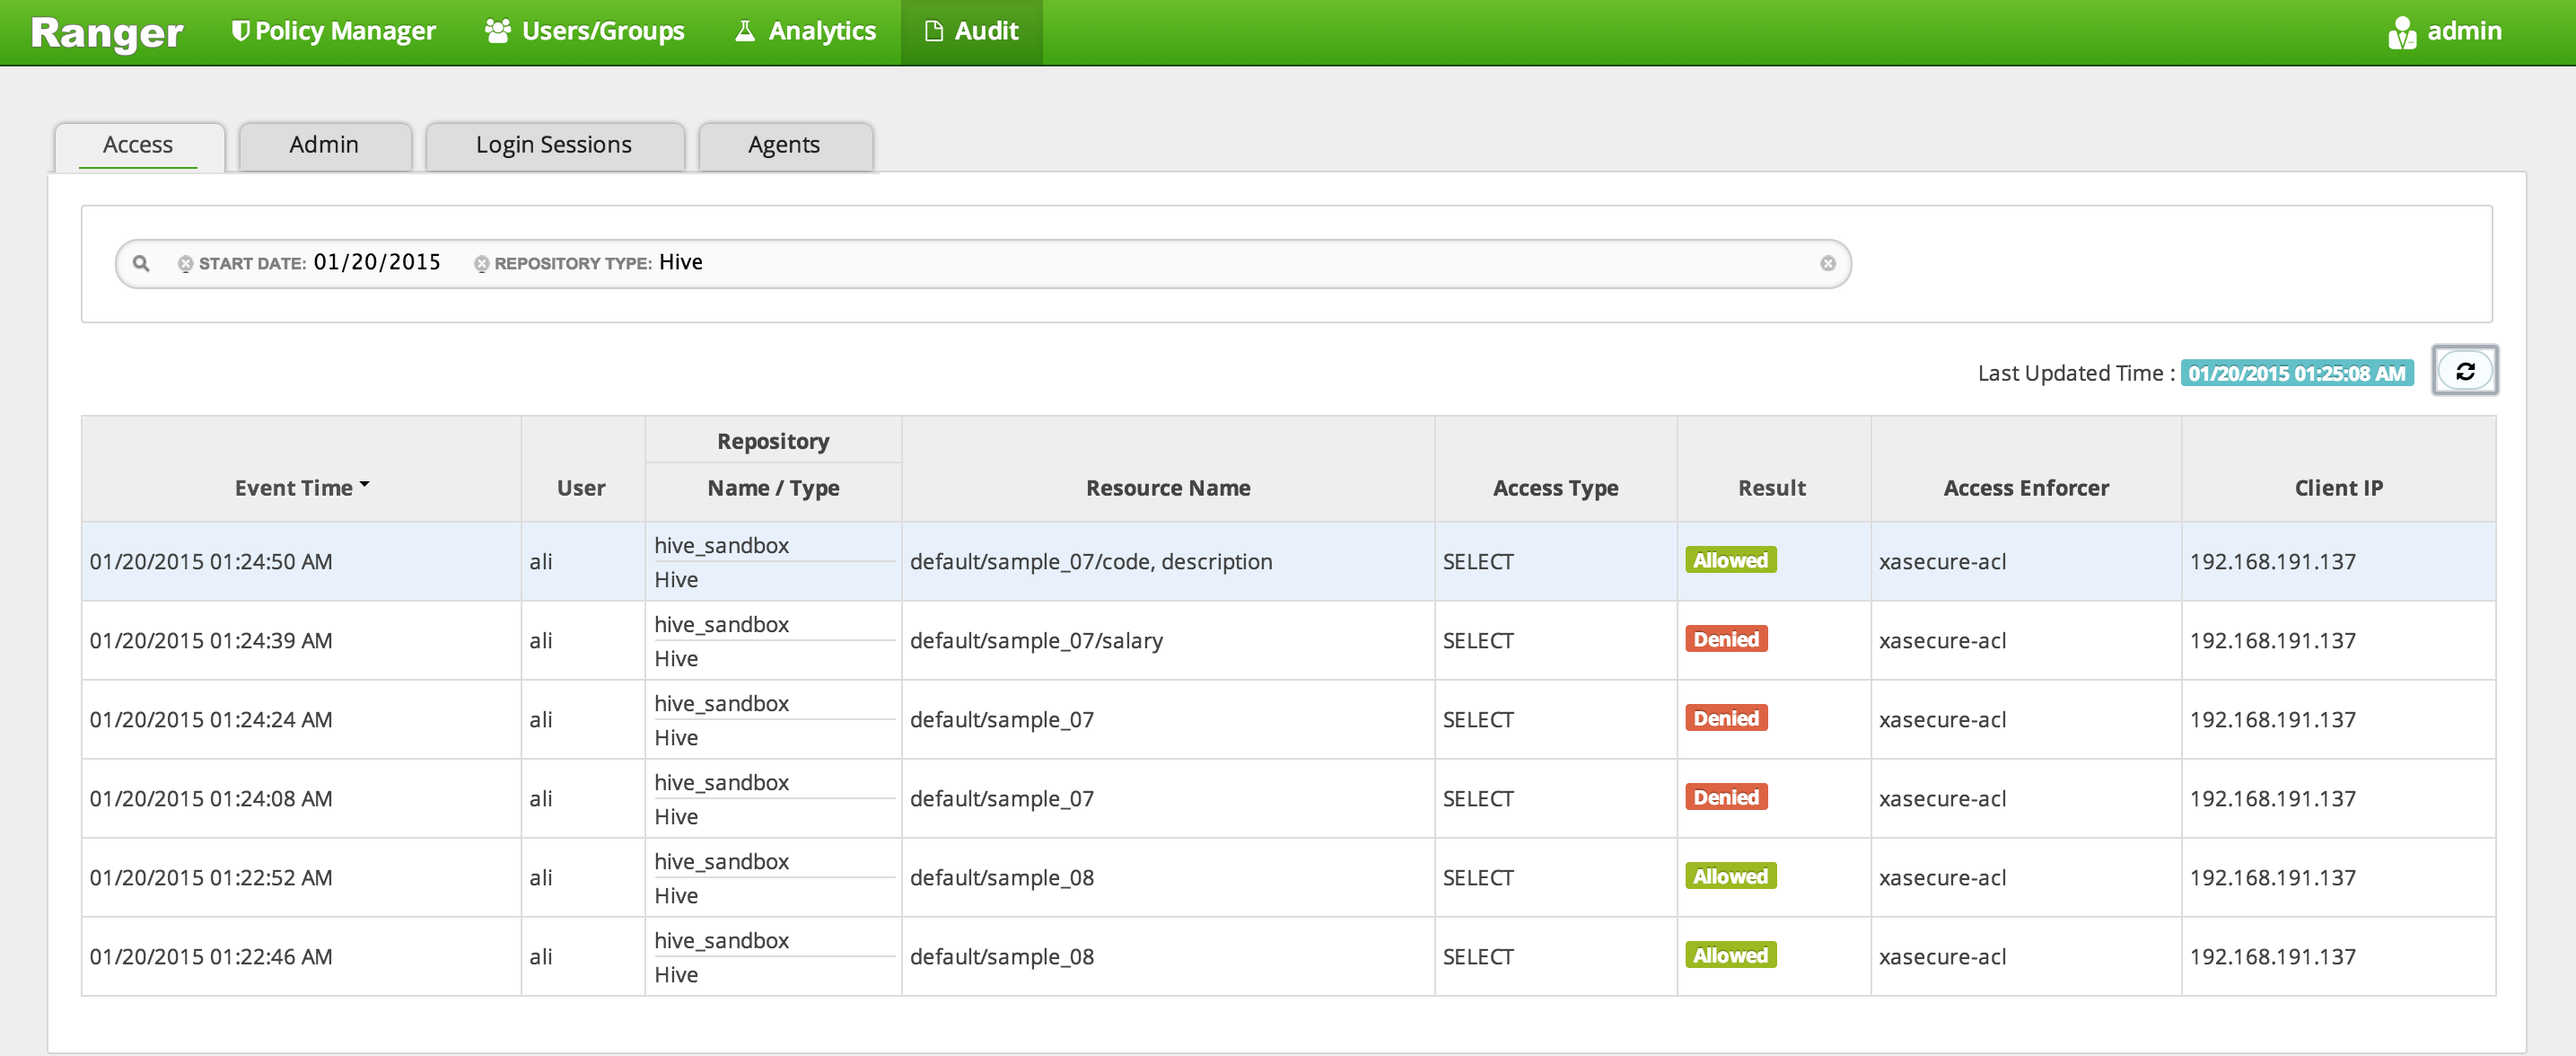 Ranger Policy Manager Users/Groups Analytics Audit admin
Access Admin Login Sessions Agents
START DATE: 01/20/2015 REPOSITORY TYPE: Hive
Last Updated Time : 01/20/2015 01:25:08 AM
Repository
Event Time User Name / Type Resource Name Access Type Result Access Enforcer Client IP
hive_sandbox
01/20/2015 01:24:50 AM ali default/sample_07/code, description SELECT Allowed xasecure-acl 192.168.191.137
Hive
hive_sandbox
01/20/2015 01:24:39 AM ali default/sample_07/salary SELECT Denied xasecure-acl 192.168.191.137
Hive
hive_sandbox
01/20/2015 01:24:24 AM ali default/sample_07 SELECT Denied xasecure-acl 192.168.191.137
Hive
hive_sandbox
01/20/2015 01:24:08 AM ali default/sample_07 SELECT Denied xasecure-acl 192.168.191.137
Hive
hive_sandbox
01/20/2015 01:22:52 AM ali default/sample_08 SELECT Allowed xasecure-acl 192.168.191.137
Hive
hive_sandbox
01/20/2015 01:22:46 AM ali default/sample_08 SELECT Allowed xasecure-acl 192.168.191.137
Hive